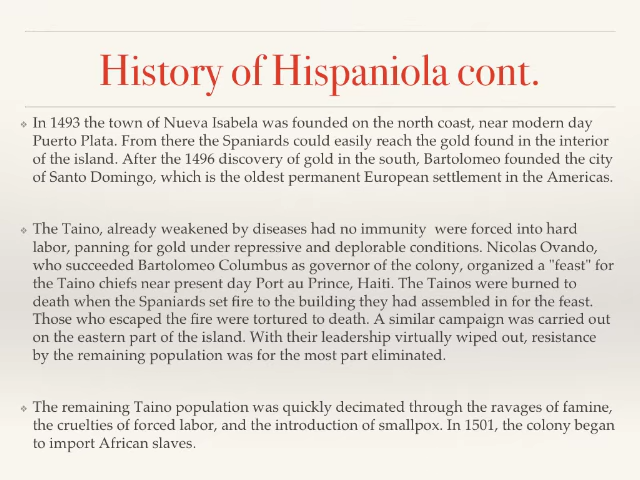 History of Hispaniola cont.
In 1493 the town of Nueva Isabela was founded on the north coast, near modern day
Puerto Plata. From there the Spaniards could easily reach the gold found in the interior
of the island. After the 1496 discovery of gold in the south, Bartolomeo founded the city
of Santo Domingo, which is the oldest permanent European settlement in the Americas.
The Taino, already weakened by diseases had no immunity were forced into hard
labor, panning for gold under repressive and deplorable conditions. Nicolas Ovando,
who succeeded Bartolomeo Columbus as governor of the colony, organized a "feast" for
the Taino chiefs near present day Port au Prince, Haiti. The Tainos were burned to
death when the Spaniards set fire to the building they had assembled in for the feast.
Those who escaped the fire were tortured to death. A similar campaign was carried out
on the eastern part of the island. With their leadership virtually wiped out, resistance
by the remaining population was for the most part eliminated.
The remaining Taino population was quickly decimated through the ravages of famine,
the cruelties of forced labor, and the introduction of smallpox. In 1501, the colony began
to import African slaves.